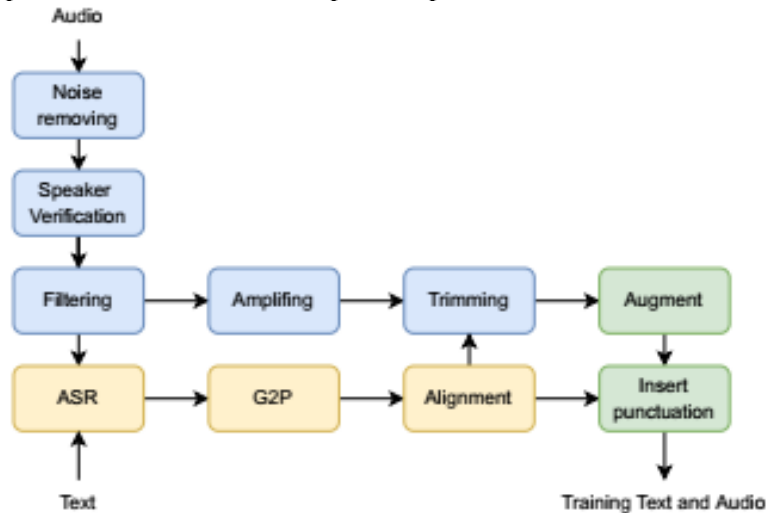 Audio
Noise
removing
Speaker
Verification
Filtering
Amplifing
Trimming
Augment
ASR
G2P
Alignment
Insert
punctuation
Text
Training Text and Audio